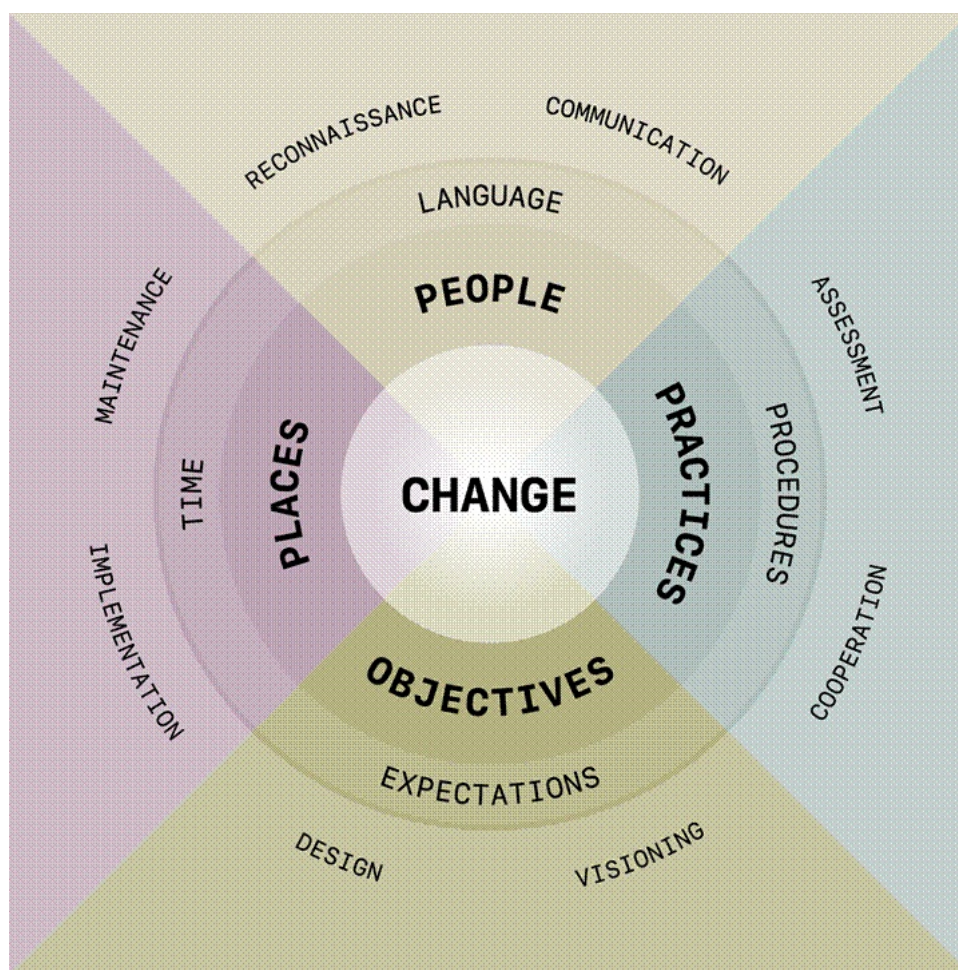 RECONNAISSANCE
COMMUNICATION
LANGUAGE
PEOPLE
MAINTENANCE
ASSESSMENT
TIME
PLACES
CHANGE
PRACTICES
PROCEDURES
IMPLEMENTATION
COOPERATION
OBJECTIVES
EXPECTATIONS
DESIGN
VISIONING